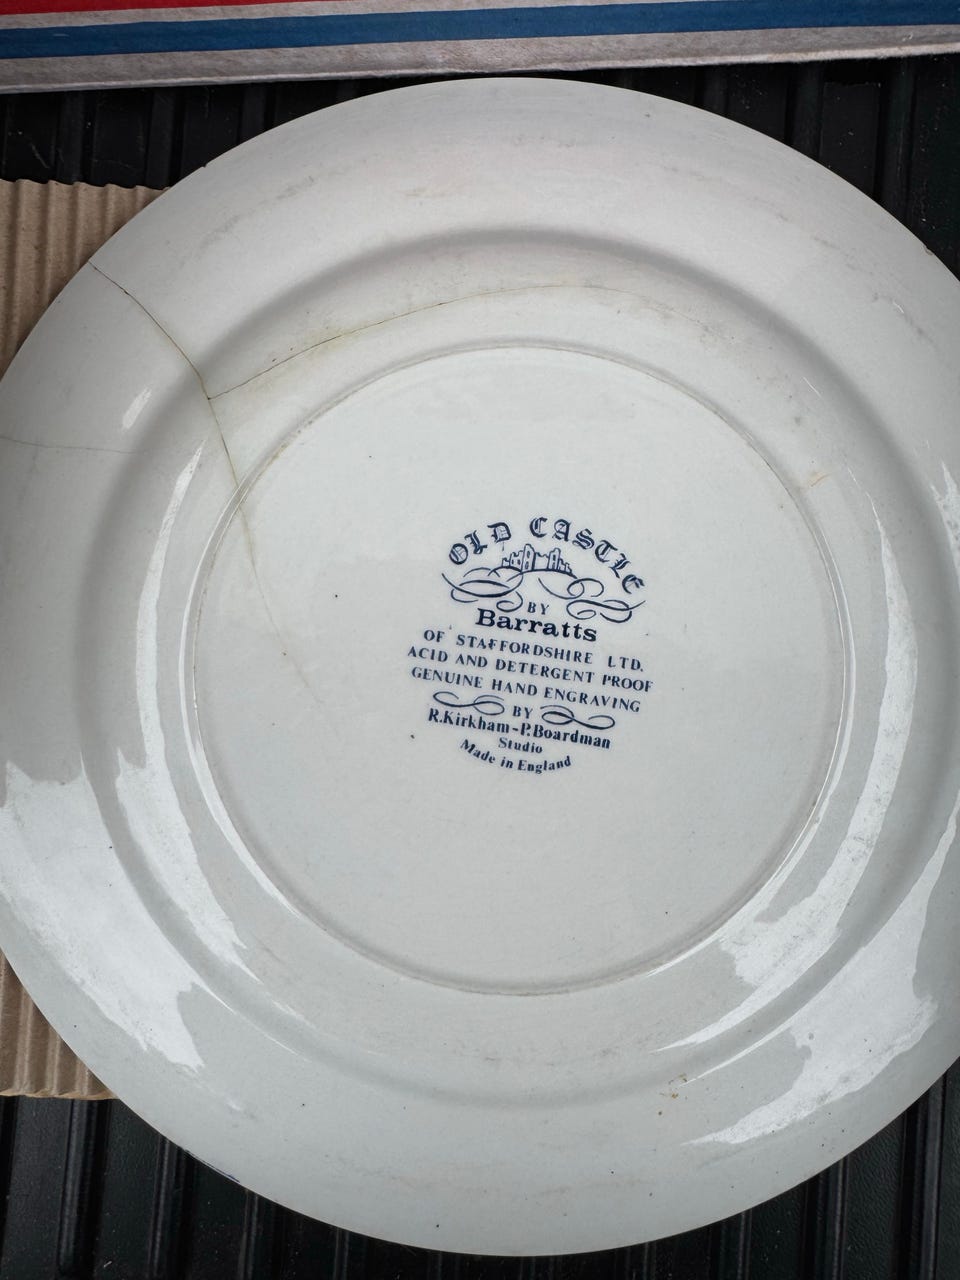 OLD CASTLE
BY
Barratts
OF STAFFORDSHIRE LTD.
ACID AND DETERGENT PROOF
GENUINE HAND ENGRAVING
BY
R.Kirkham-P.Boardman
Studio
Made in England